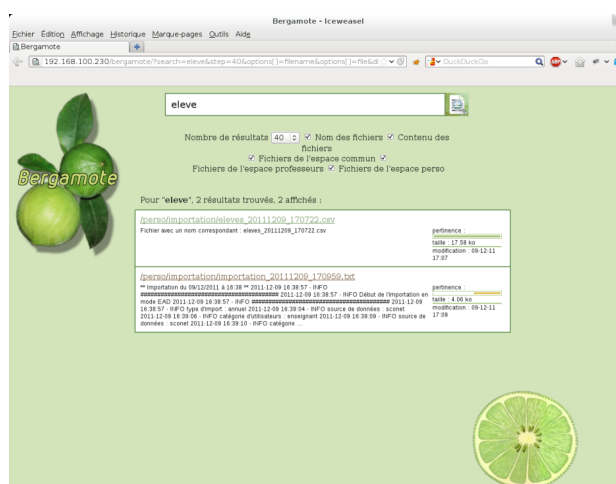 Bergamote - Iceweasel
Fichier Édition Affichage Historique Marque-pages Outils Aide
Bergamote
192.168.100.230/bergamote/?search=eleve&step=40&options[]=filename&options[]=file&di
DuckDuckGo
Bergamote
eleve
Nombre de résultats 40 Nom des fichiers Contenu des
fichiers
Fichiers de l'espace commun
Fichiers de l'espace professeurs Fichiers de l'espace perso
Pour "eleve", 2 résultats trouvés, 2 affichés :
/perso/importation/eleves_20111209_170722.csv
Fichier avec un nom correspondant : eleves_20111209_170722.csv
pertinence :
taille : 17.58 ko
modification : 09-12-11
17:07
/perso/importation/importation_20111209_170959.txt
** Importation du 09/12/2011 à 16:38 ** 2011-12-09 16:38:57 - INFO
########################################### 2011-12-09 16:38:57 - INFO Début de l'importation en
mode EAD 2011-12-09 16:38:57 - INFO ########################################### 2011-12-09
16:38:57 - INFO type d'import : annuel 2011-12-09 16:39:04 - INFO source de données : sconet
2011-12-09 16:39:06 - INFO catégorie d'utilisateurs : enseignant 2011-12-09 16:39:09 - INFO source de
données : sconet 2011-12-09 16:39:10 - INFO catégorie ...
pertinence :
taille : 4.06 ko
modification : 09-12-11
17:09